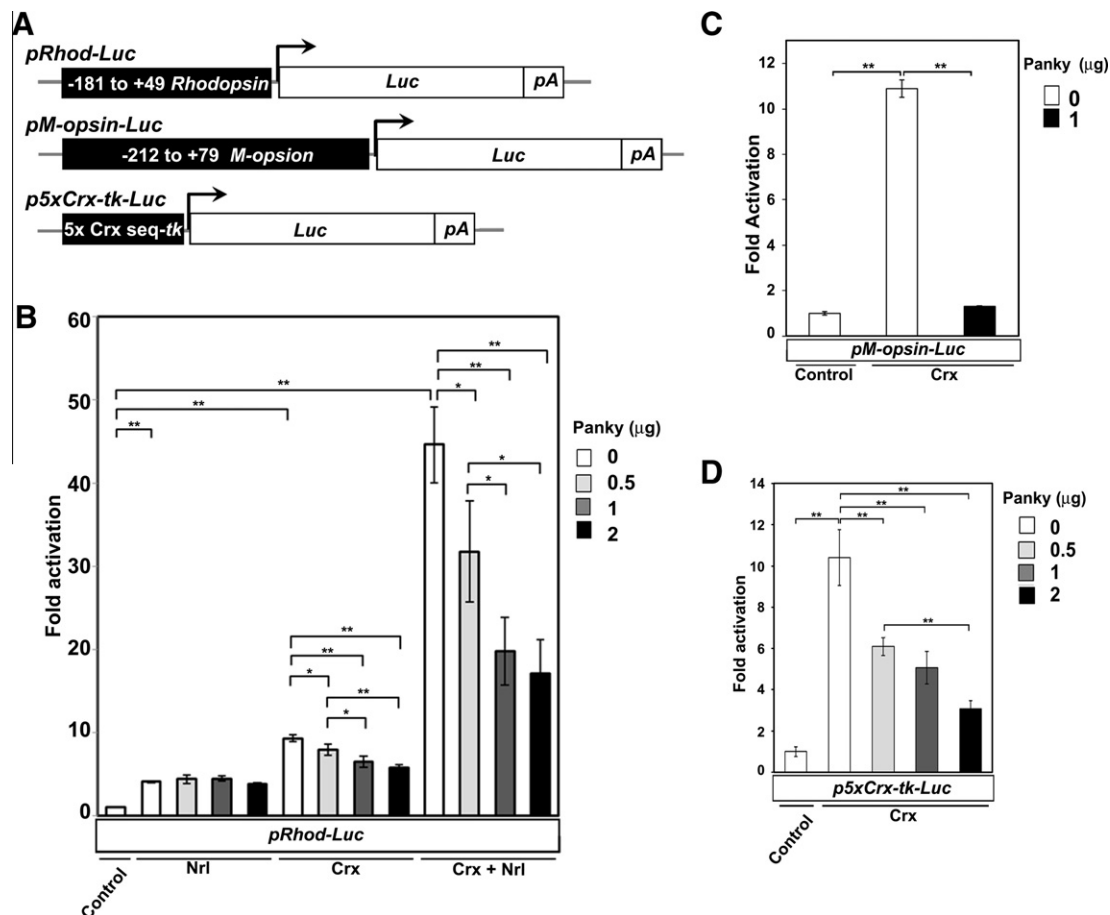 A
pRhod-Luc
-181 to +49 Rhodopsin
Luc
pA
pM-opsin-Luc
-212 to +79 M-opsion
Luc
pA
p5xCrx-tk-Luc
5x Crx seq-tk
Luc
pA
B
Fold activation
60
50
40
30
20
10
0
**
**
**
*
**
**
*
**
**
**
*
*
*
Panky (μg)
0
0.5
1
2
pRhod-Luc
Control
Nrl
Crx
Crx + Nrl
C
Fold Activation
12
10
8
6
4
2
0
**
**
Panky (μg)
0
1
pM-opsin-Luc
Control
Crx
D
Fold activation
14
12
10
8
6
4
2
0
**
**
**
**
**
Panky (μg)
0
0.5
1
2
p5xCrx-tk-Luc
Control
Crx